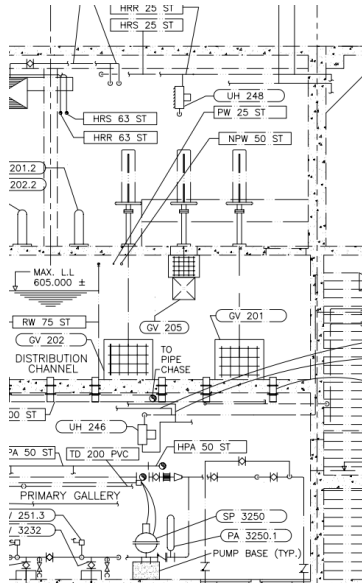 HRR 25 ST
HRS 25 ST
UH 248
PW 25 ST
HRS 63 ST
NPW 50 ST
HRR 63 ST
201.2
202.2
MAX. L.L
605.000 ±
GV 201
RW 75 ST
GV 205
GV 202
TO
PIPE
CHASE
DISTRIBUTION
CHANNEL
00 ST
UH 246
HPA 50 ST
PA 50 ST
TD 200 PVC
PRIMARY GALLERY
251.3
SP 3250
3232
PA 3250.1
PUMP BASE (TYP.)